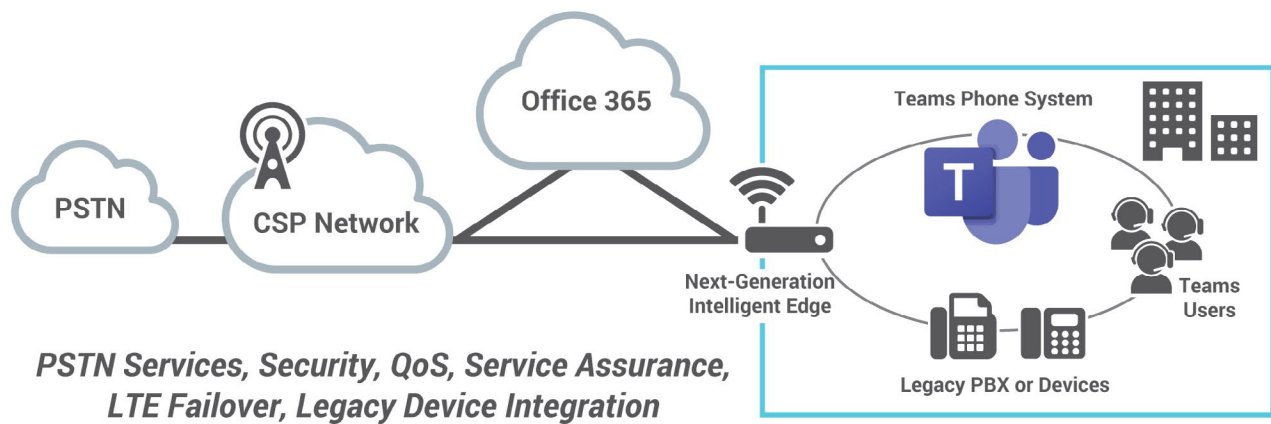 PSTN
CSP Network
Office 365
Next-Generation
Intelligent Edge
Teams Phone System
T
Teams
Users
Legacy PBX or Devices
PSTN Services, Security, QoS, Service Assurance,
LTE Failover, Legacy Device Integration